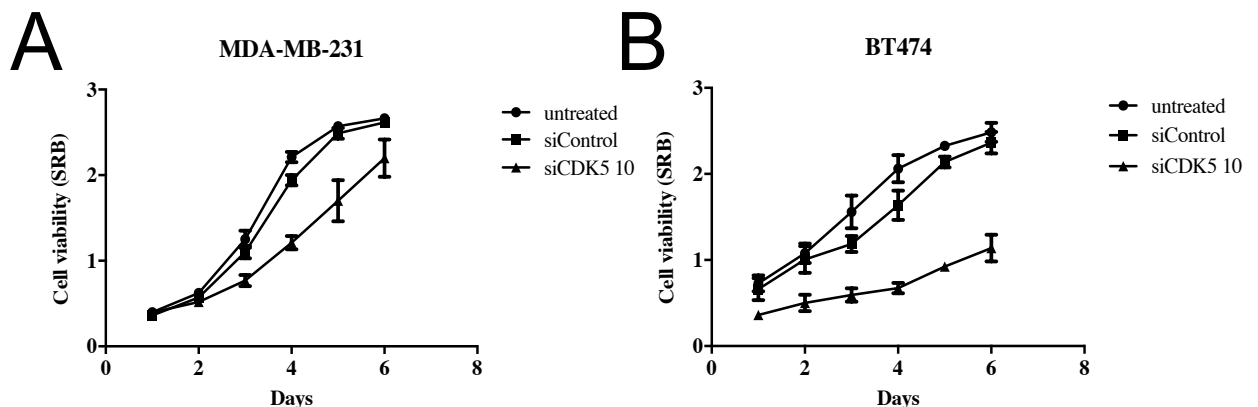 A
MDA-MB-231
3
2
1
0
0 2 4 6 8
Cell viability (SRB)
Days
untreated
siControl
siCDK5 10
B
BT474
3
2
1
0
0 2 4 6 8
Cell viability (SRB)
Days
untreated
siControl
siCDK5 10